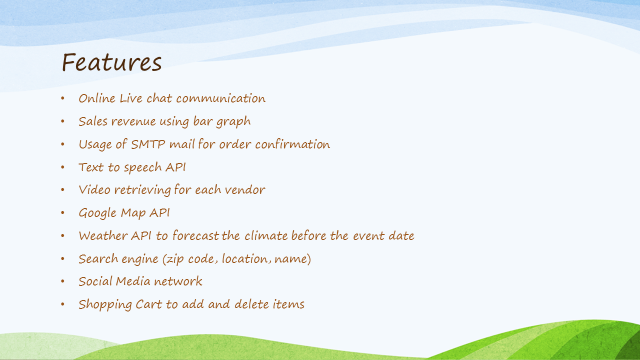 Features
• Online Live chat communication
• Sales revenue using bar graph
• Usage of SMTP mail for order confirmation
• Text to speech API
• Video retrieving for each vendor
• Google Map API
• Weather API to forecast the climate before the event date
• Search engine (zip code, location, name)
• Social Media network
• Shopping Cart to add and delete items